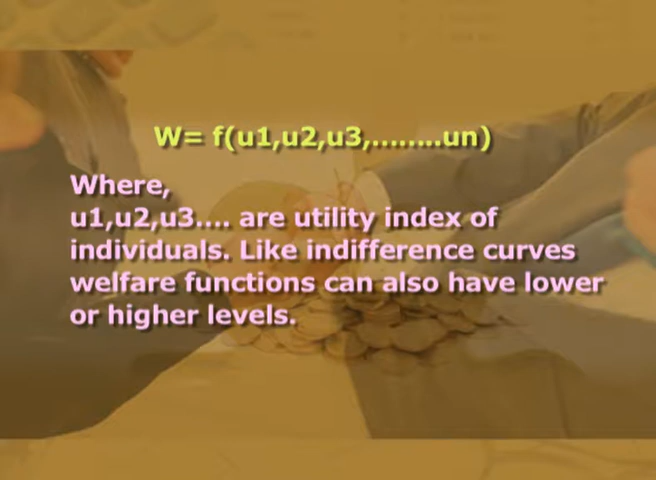 W= f(u1,u2,u3,........un)
Where,
u1,u2,u3.... are utility index of
individuals. Like indifference curves
welfare functions can also have lower
or higher levels.